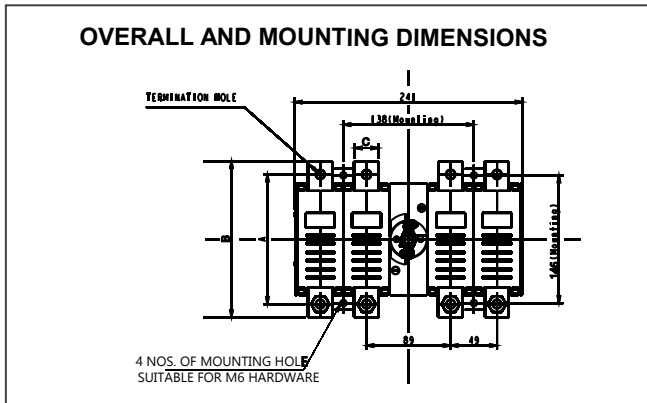 OVERALL AND MOUNTING DIMENSIONS
TERMINATION HOLE
241
138(Mounting)
C
B
A
146(Mounting)
89
49
4 NOS. OF MOUNTING HOLE
SUITABLE FOR M6 HARDWARE